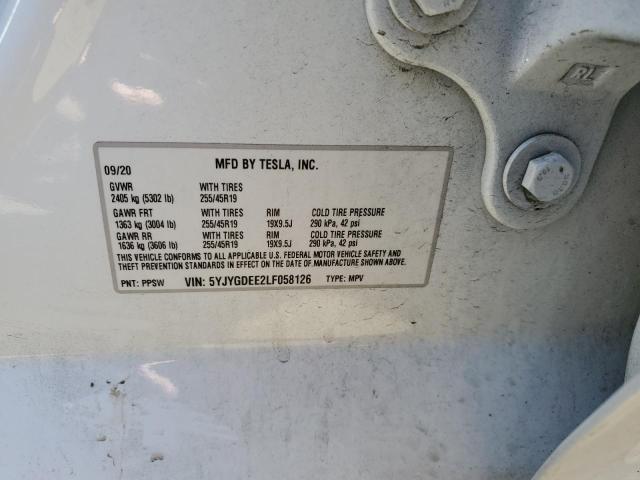 09/20 MFD BY TESLA, INC.
GVWR WITH TIRES
2405 kg (5302 lb) 255/45R19
GAWR FRT WITH TIRES RIM COLD TIRE PRESSURE
1363 kg (3004 lb) 255/45R19 19X9.5J 290 kPa, 42 psi
GAWR RR WITH TIRES RIM COLD TIRE PRESSURE
1636 kg (3606 lb) 255/45R19 19X9.5J 290 kPa, 42 psi
THIS VEHICLE CONFORMS TO ALL APPLICABLE U.S. FEDERAL MOTOR VEHICLE SAFETY AND
THEFT PREVENTION STANDARDS IN EFFECT ON THE DATE OF MANUFACTURE SHOWN ABOVE.
PNT: PPSW VIN: 5YJYGDEE2LF058126 TYPE: MPV
RL